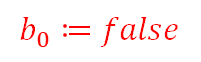 b₀ := false